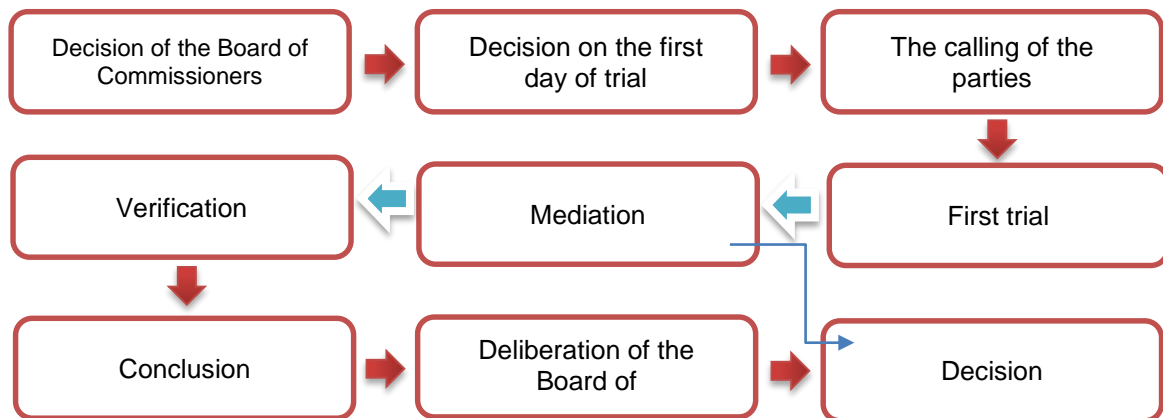 Decision of the Board of
Commissioners
Decision on the first
day of trial
The calling of the
parties
Verification
Mediation
First trial
Conclusion
Deliberation of the
Board of
Decision